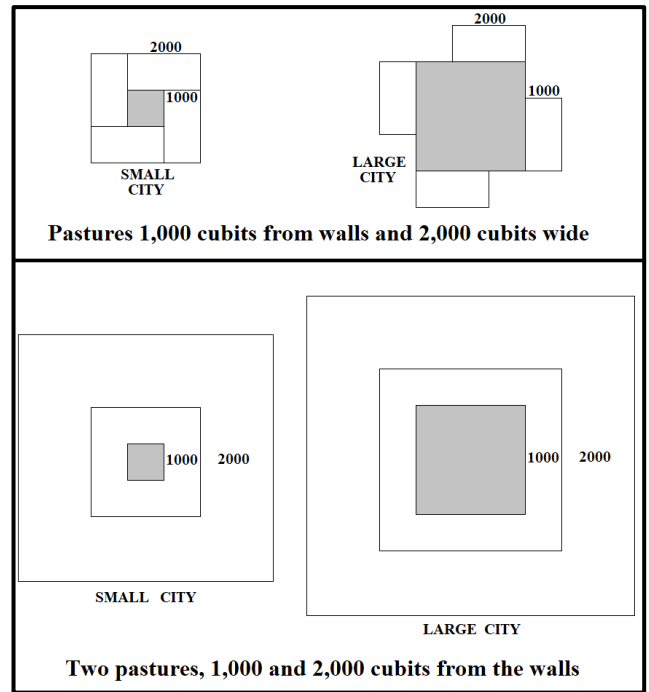 2000
1000
SMALL
CITY
2000
1000
LARGE
CITY
Pastures 1,000 cubits from walls and 2,000 cubits wide
1000 2000
SMALL CITY
1000 2000
LARGE CITY
Two pastures, 1,000 and 2,000 cubits from the walls